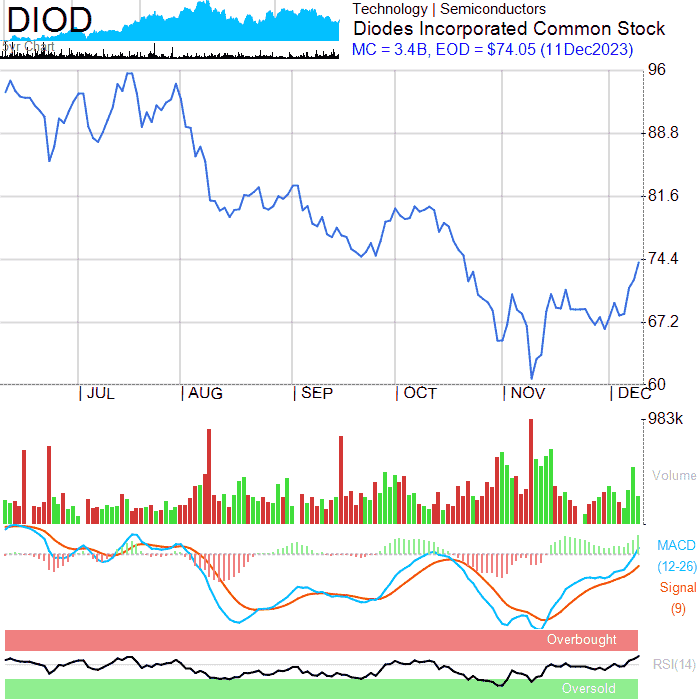 DIOD
5yr Chart
Technology | Semiconductors
Diodes Incorporated Common Stock
MC = 3.4B, EOD = $74.05 (11Dec2023)
96
88.8
81.6
74.4
67.2
60
|JUL |AUG |SEP |OCT |NOV |DEC
983k
Volume
MACD
(12-26)
Signal
(9)
Overbought
RSI(14)
Oversold